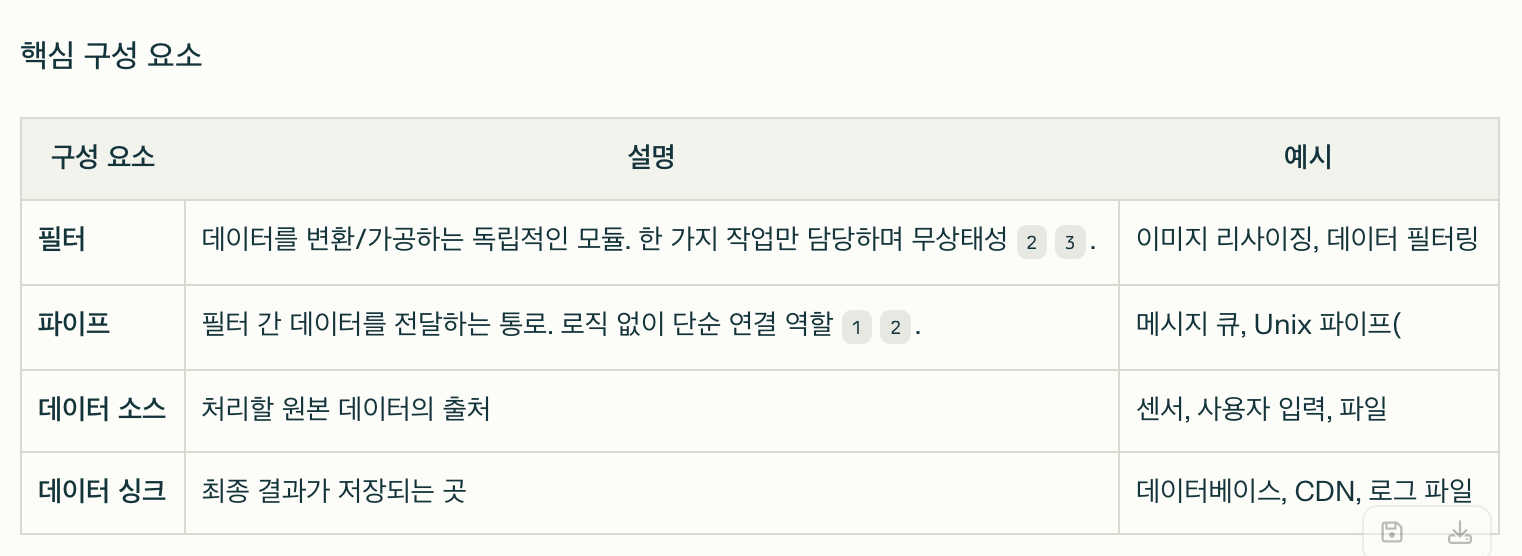 핵심 구성 요소
구성 요소 설명 예시
필터 데이터를 변환/가공하는 독립적인 모듈. 한 가지 작업만 담당하며 무상태성 2 3 . 이미지 리사이징, 데이터 필터링
파이프 필터 간 데이터를 전달하는 통로. 로직 없이 단순 연결 역할 1 2 . 메시지 큐, Unix 파이프(
데이터 소스 처리할 원본 데이터의 출처 센서, 사용자 입력, 파일
데이터 싱크 최종 결과가 저장되는 곳 데이터베이스, CDN, 로그 파일